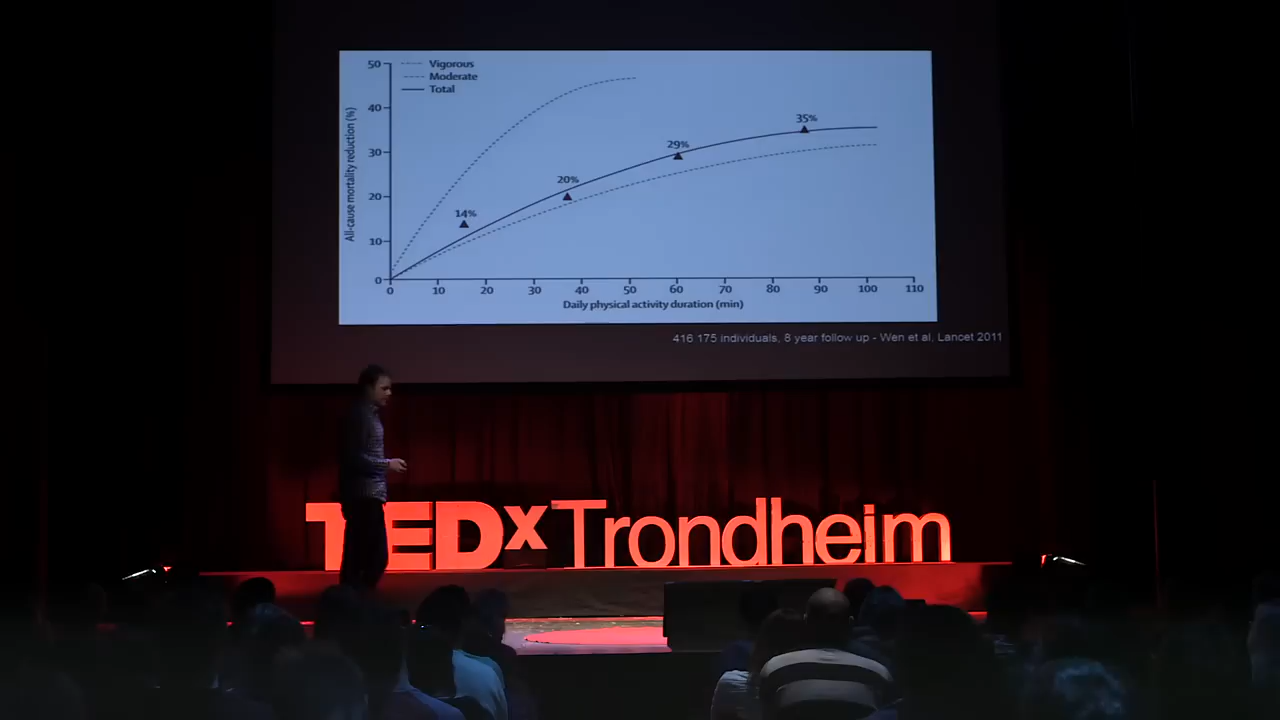 50
Vigorous
Moderate
Total
40
30
20
10
0
All-cause mortality reduction (%)
14%
20%
29%
35%
0 10 20 30 40 50 60 70 80 90 100 110
Daily physical activity duration (min)
416 175 individuals, 8 year follow up - Wen et al, Lancet 2011
TEDxTrondheim